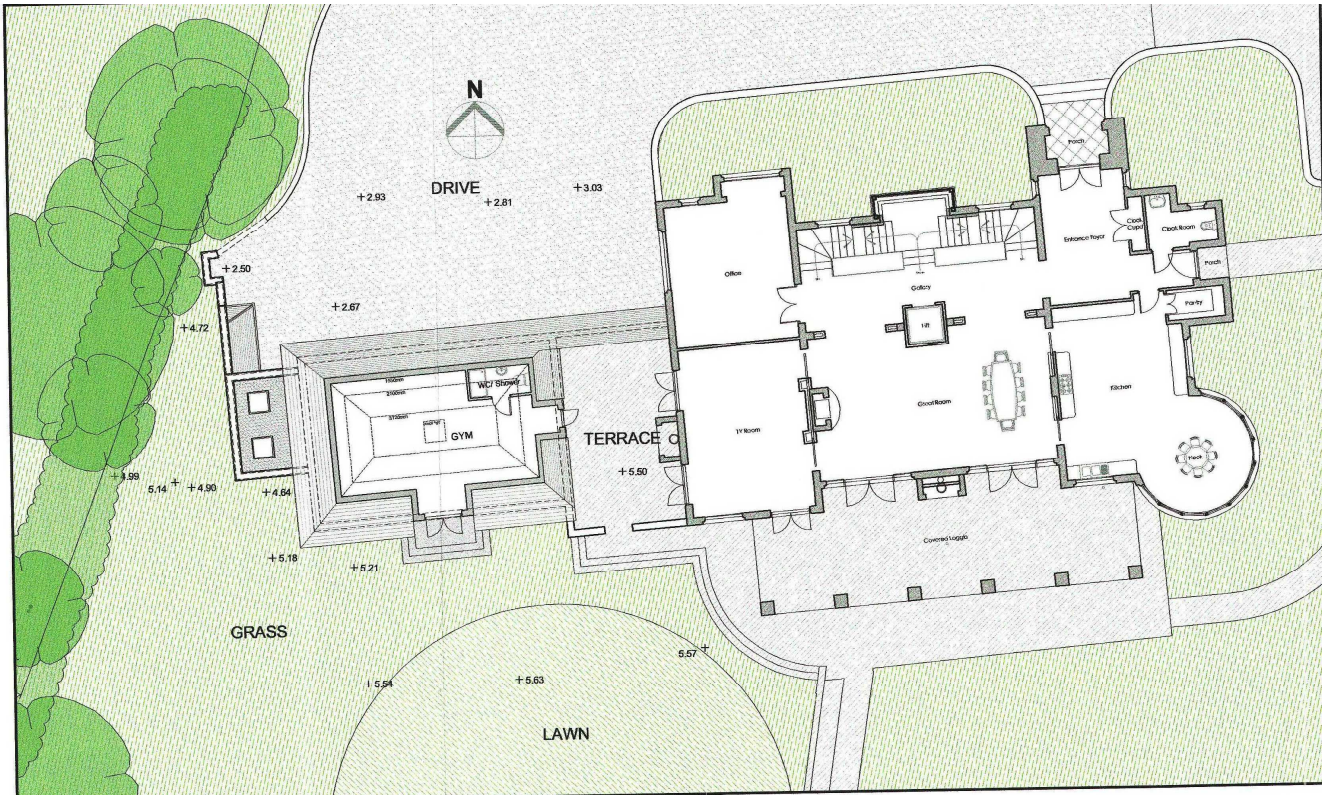 N
DRIVE
+2.93
+2.81
+3.03
+2.50
+2.67
+4.72
Porch
Cloak
Cupd
Cloak Room
Entrance Foyer
Porch
Pantry
Office
Gallery
Lift
Kitchen
Great Room
TV Room
Nook
WC/ Shower
1500mm
2100mm
GYM
TERRACE
+5.50
+4.99
5.14 +
+4.90
+4.64
+5.18
+5.21
Covered Loggia
GRASS
5.57 +
5.54
+5.63
LAWN